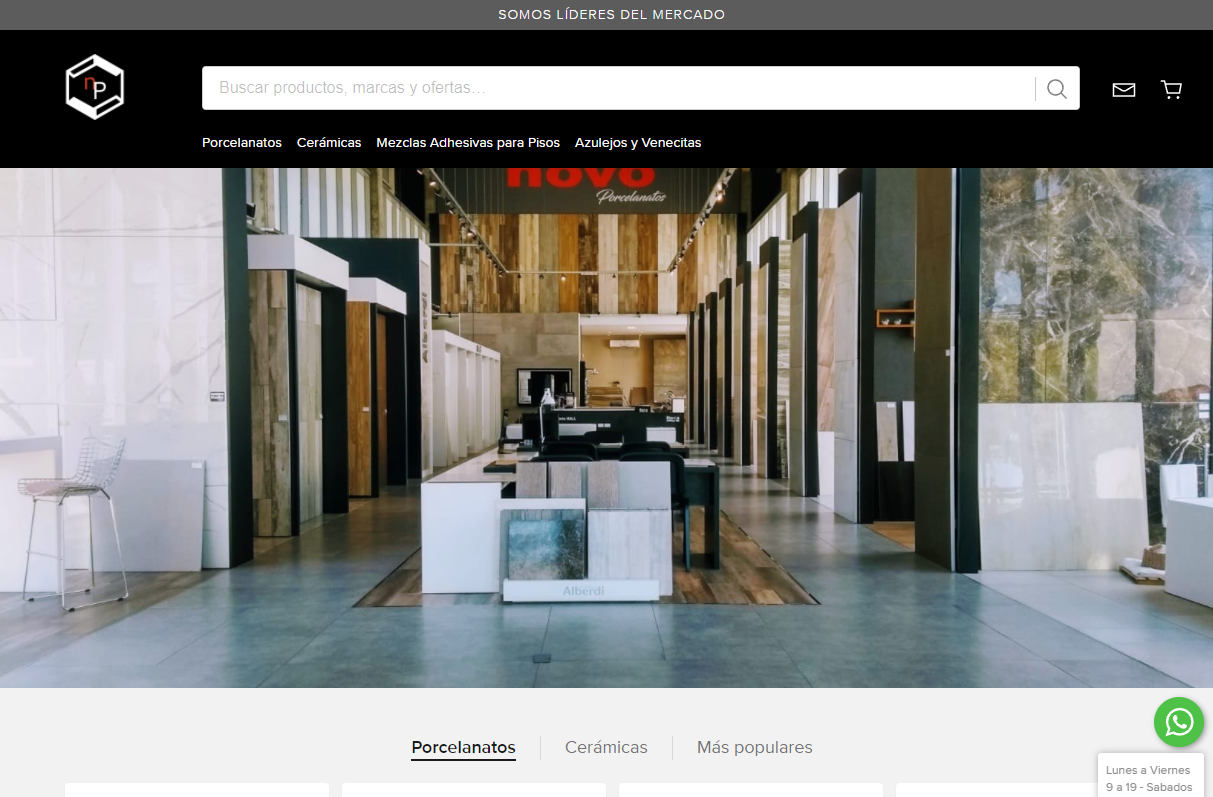 SOMOS LÍDERES DEL MERCADO
np
Buscar productos, marcas y ofertas...
Porcelanatos Cerámicas Mezclas Adhesivas para Pisos Azulejos y Venecitas
novo
Porcelanatos
Alberdi
Porcelanatos Cerámicas Más populares
Lunes a Viernes
9 a 19 - Sabados